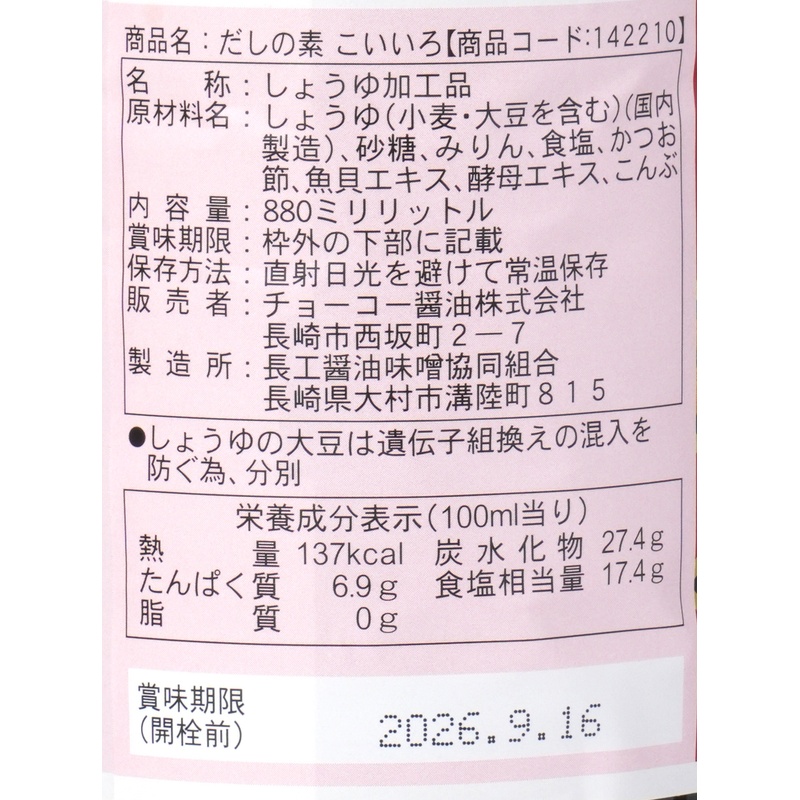 商品名：だしの素 こいいろ【商品コード:142210】
名称：しょうゆ加工品
原材料名：しょうゆ(小麦・大豆を含む)(国内
製造)、砂糖、みりん、食塩、かつお
節、魚貝エキス、酵母エキス、こんぶ
内容量：880ミリリットル
賞味期限：枠外の下部に記載
保存方法：直射日光を避けて常温保存
販売者：チョーコー醤油株式会社
長崎市西坂町２－７
製造所：長工醤油味噌協同組合
長崎県大村市溝陸町８１５
●しょうゆの大豆は遺伝子組換えの混入を
防ぐ為、分別
栄養成分表示(100ml当り)
熱量 137kcal 炭水化物 27.4g
たんぱく質 6.9g 食塩相当量 17.4g
脂質 0g
賞味期限
(開栓前) 2026.9.16